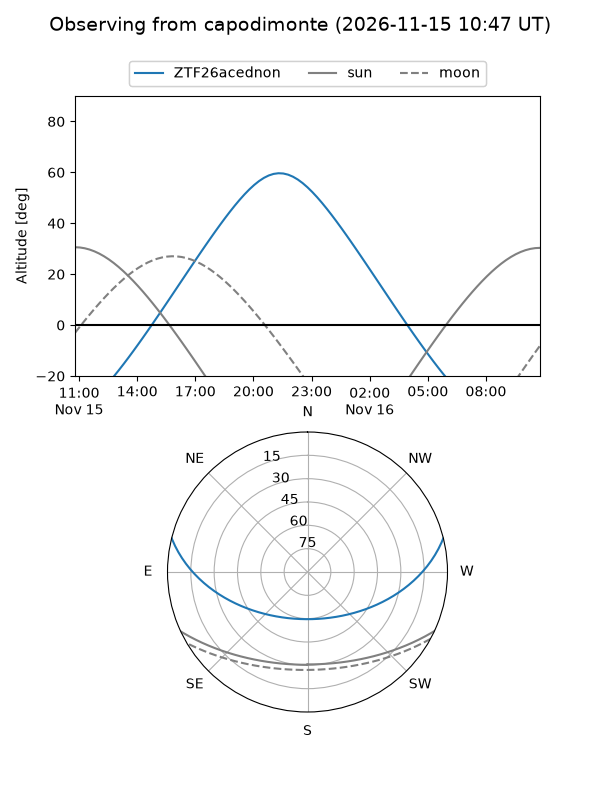 Observing from capodimonte (2026-11-15 10:47 UT)
ZTF26acednon sun moon
Altitude [deg]
80
60
40
20
0
−20
11:00 14:00 17:00 20:00 23:00 02:00 05:00 08:00
Nov 15 Nov 16
N
NE NW
15
30
45
60
75
E W
SE SW
S